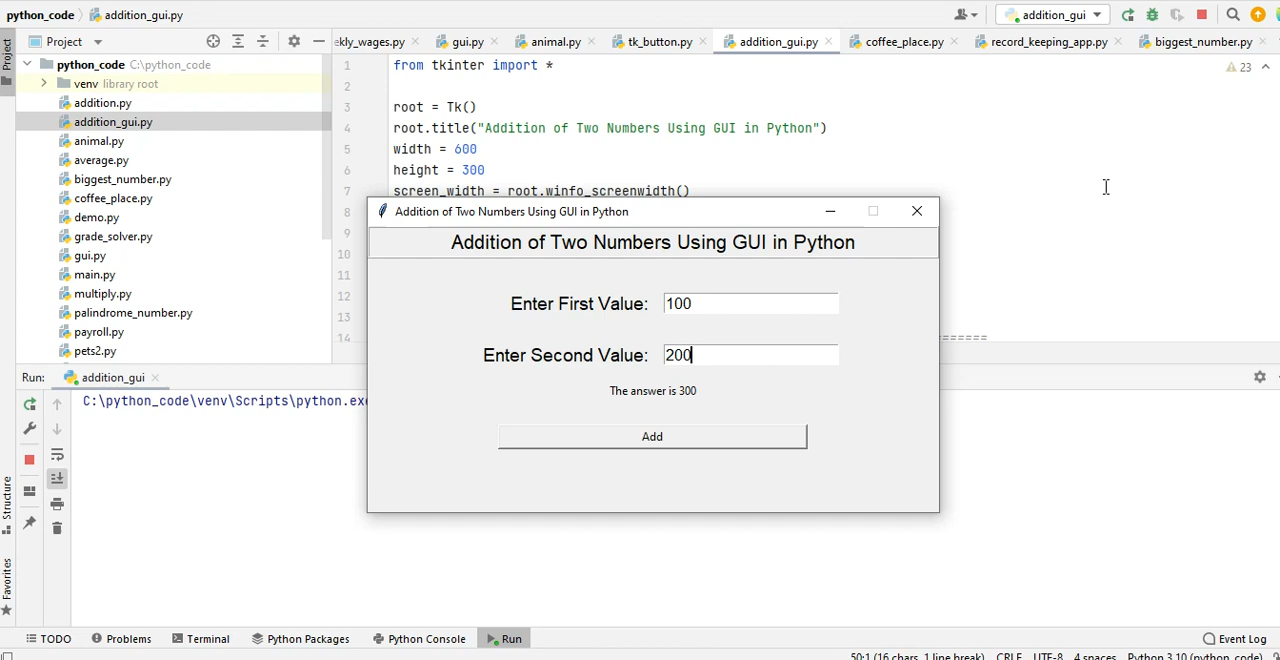 python_code addition_gui.py addition_gui
Project Project ekly_wages.py gui.py animal.py tk_button.py addition_gui.py coffee_place.py record_keeping_app.py biggest_number.py
python_code C:\python_code
venv library root
addition.py
addition_gui.py
animal.py
average.py
biggest_number.py
coffee_place.py
demo.py
grade_solver.py
gui.py
main.py
multiply.py
palindrome_number.py
payroll.py
pets2.py
1 from tkinter import * 23
2
3 root = Tk()
4 root.title("Addition of Two Numbers Using GUI in Python")
5 width = 600
6 height = 300
7 screen_width = root.winfo_screenwidth()
8
9
10
11
12
13
14 ======
Addition of Two Numbers Using GUI in Python
Addition of Two Numbers Using GUI in Python
Enter First Value: 100
Enter Second Value: 200
The answer is 300
Add
Run: addition_gui
C:\python_code\venv\Scripts\python.exe
Structure
Favorites
TODO Problems Terminal Python Packages Python Console Run Event Log
50:1 (16 chars, 1 line break) CRLF UTF-8 4 spaces Python 3.10 (python_code)